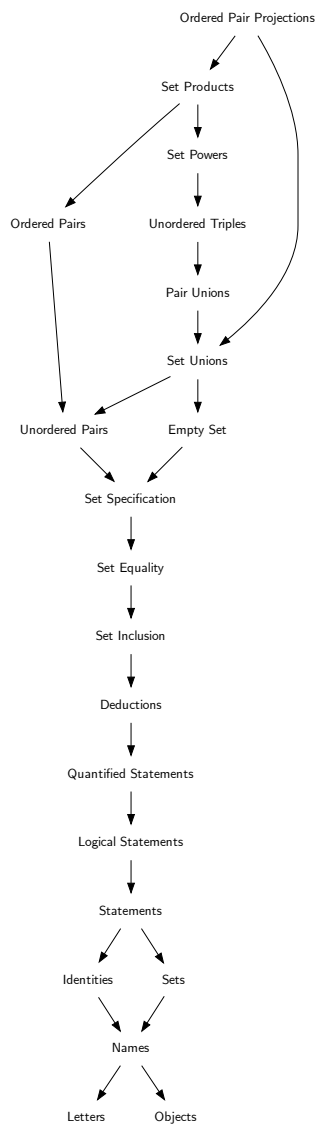 Ordered Pair Projections
Set Products
Set Powers
Ordered Pairs
Unordered Triples
Pair Unions
Set Unions
Unordered Pairs
Empty Set
Set Specification
Set Equality
Set Inclusion
Deductions
Quantified Statements
Logical Statements
Statements
Identities
Sets
Names
Letters
Objects